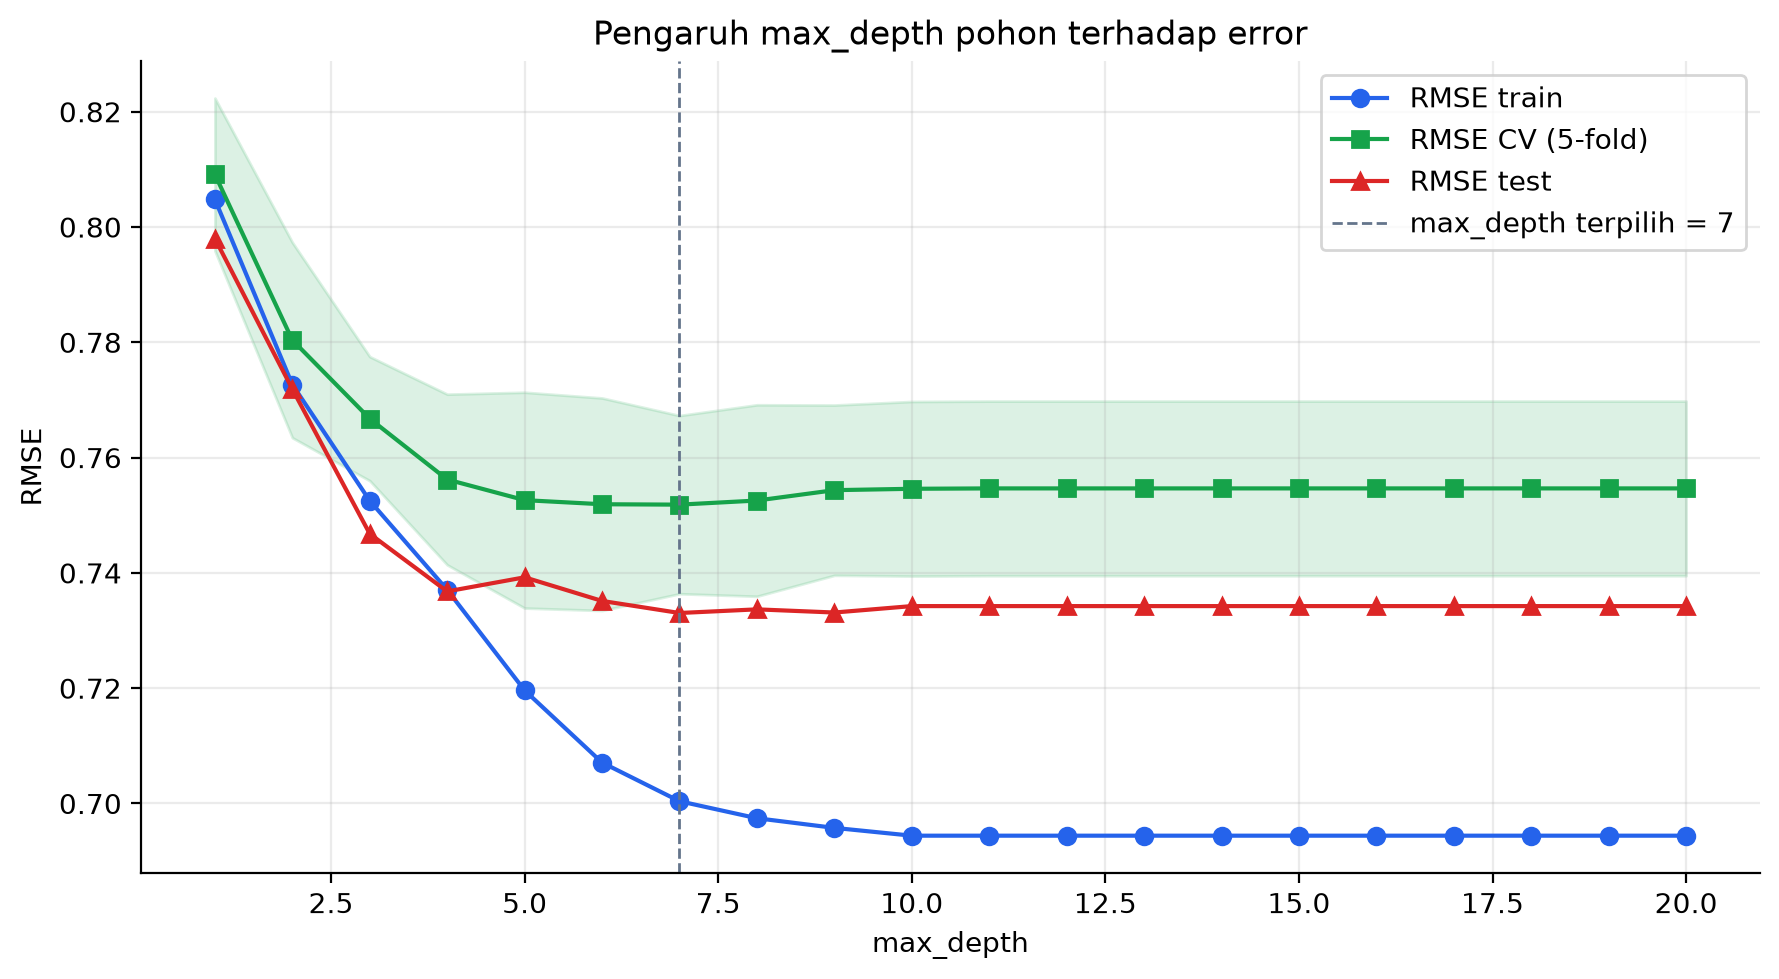 Pengaruh max_depth pohon terhadap error
RMSE train
RMSE CV (5-fold)
RMSE test
max_depth terpilih = 7
RMSE
0.82
0.80
0.78
0.76
0.74
0.72
0.70
2.5 5.0 7.5 10.0 12.5 15.0 17.5 20.0
max_depth